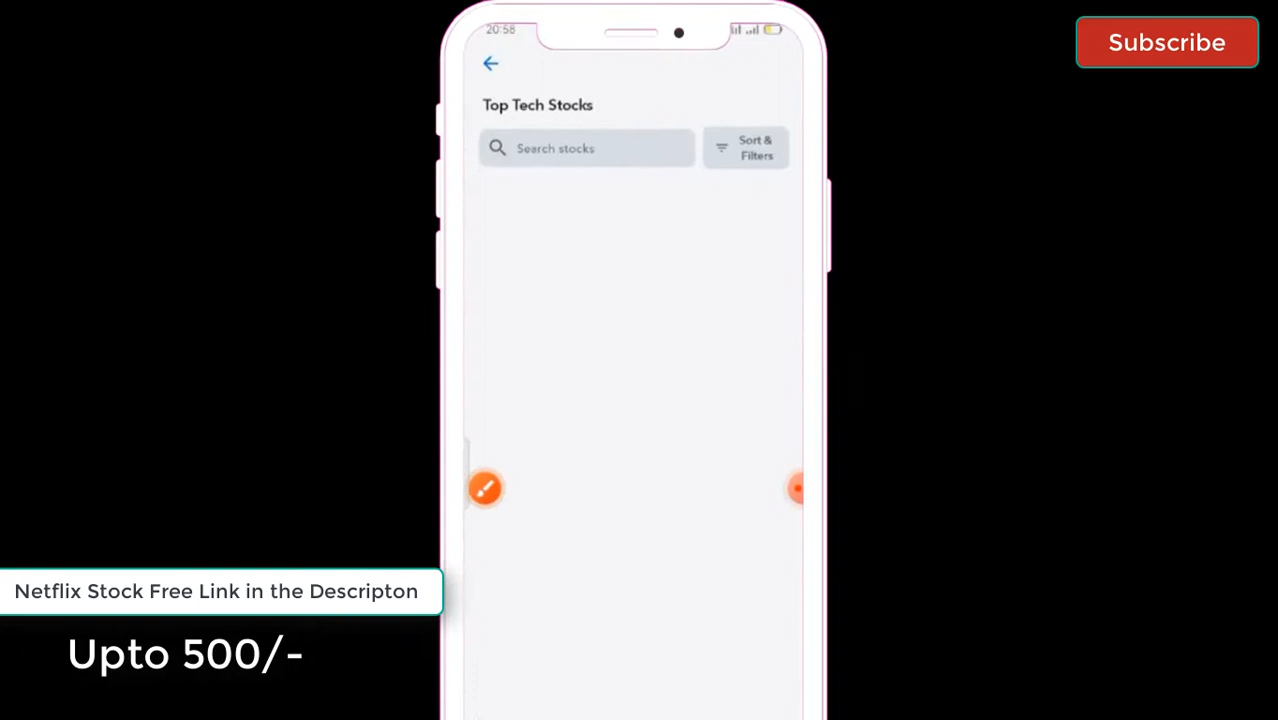 20:58
Subscribe
Top Tech Stocks
Search stocks
Sort &
Filters
Netflix Stock Free Link in the Descripton
Upto 500/-